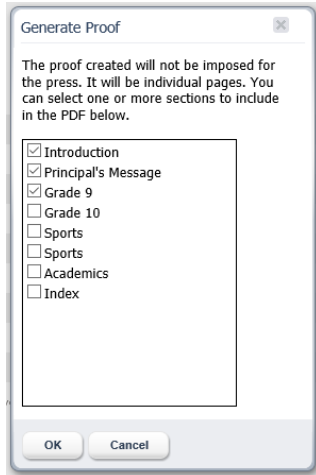 Generate Proof
The proof created will not be imposed for
the press. It will be individual pages. You
can select one or more sections to include
in the PDF below.
Introduction
Principal's Message
Grade 9
Grade 10
Sports
Sports
Academics
Index
OK Cancel